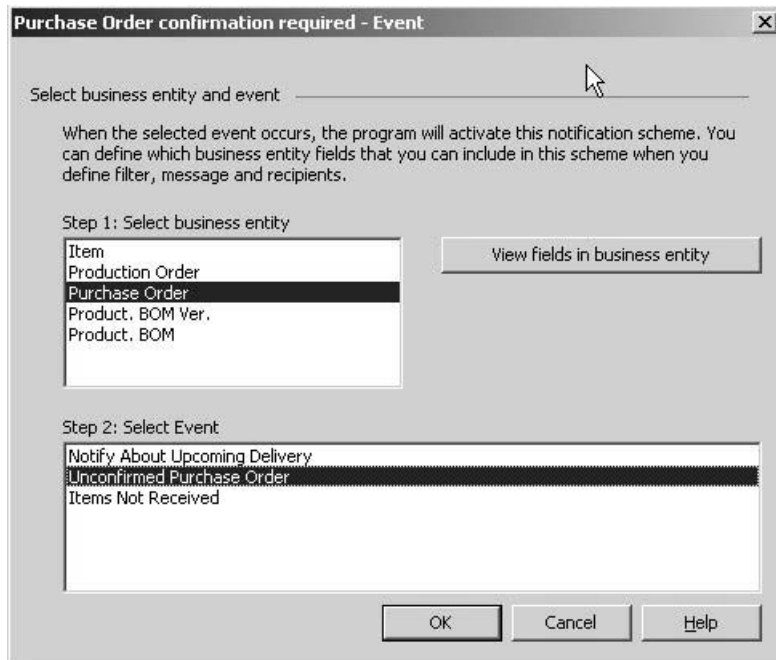 Purchase Order confirmation required - Event
Select business entity and event
When the selected event occurs, the program will activate this notification scheme. You
can define which business entity fields that you can include in this scheme when you
define filter, message and recipients.
Step 1: Select business entity
Item
Production Order
Purchase Order
Product. BOM Ver.
Product. BOM
View fields in business entity
Step 2: Select Event
Notify About Upcoming Delivery
Unconfirmed Purchase Order
Items Not Received
OK
Cancel
Help